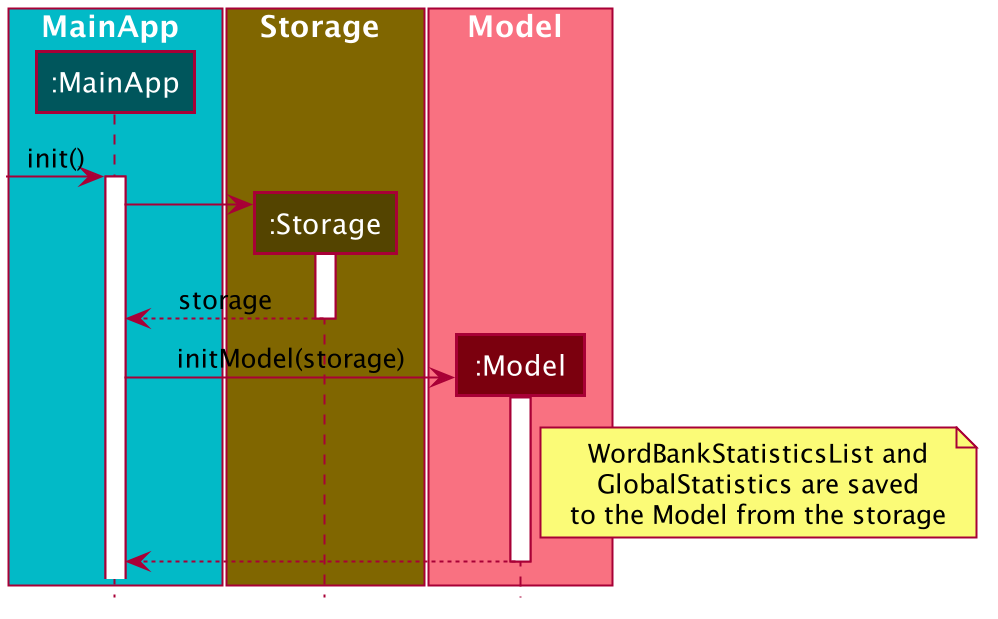 MainApp
Storage
Model
:MainApp
init()
:Storage
storage
initModel(storage)
:Model
WordBankStatisticsList and
GlobalStatistics are saved
to the Model from the storage